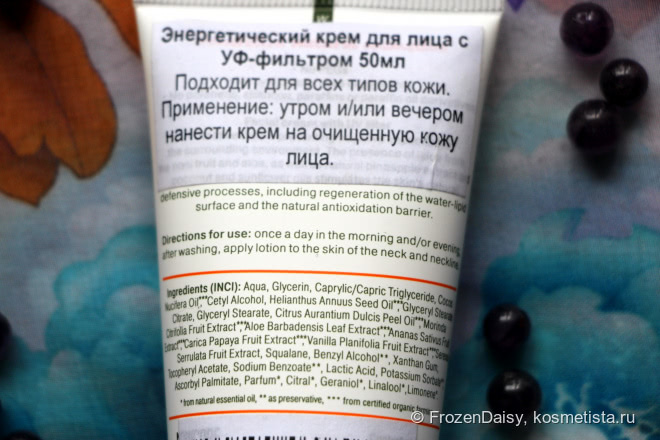 Энергетический крем для лица с
УФ-фильтром 50мл
Подходит для всех типов кожи.
Применение: утром и/или вечером
нанести крем на очищенную кожу
лица.
defensive processes, including regeneration of the water-lipid
surface and the natural antioxidation barrier.
Directions for use: once a day in the morning and/or evening,
after washing, apply lotion to the skin of the neck and neckline.
Ingredients (INCI): Aqua, Glycerin, Caprylic/Capric Triglyceride, Cocos
Nucifera Oil***, Cetyl Alcohol, Helianthus Annuus Seed Oil***, Glyceryl Stearate
Citrate, Glyceryl Stearate, Citrus Aurantium Dulcis Peel Oil***, Morinda
Citrifolia Fruit Extract***, Aloe Barbadensis Leaf Extract***, Ananas Sativus Fruit
Extract***, Carica Papaya Fruit Extract***, Vanilla Planifolia Fruit Extract***,
Serrulata Fruit Extract, Squalane, Benzyl Alcohol**, Xanthan Gum,
Tocopheryl Acetate, Sodium Benzoate**, Lactic Acid, Potassium Sorbate**
Ascorbyl Palmitate, Parfum*, Citral*, Geraniol*, Linalool*, Limonene*
* from natural essential oil, ** as preservative, *** from certified organic
© FrozenDaisy, kosmetista.ru